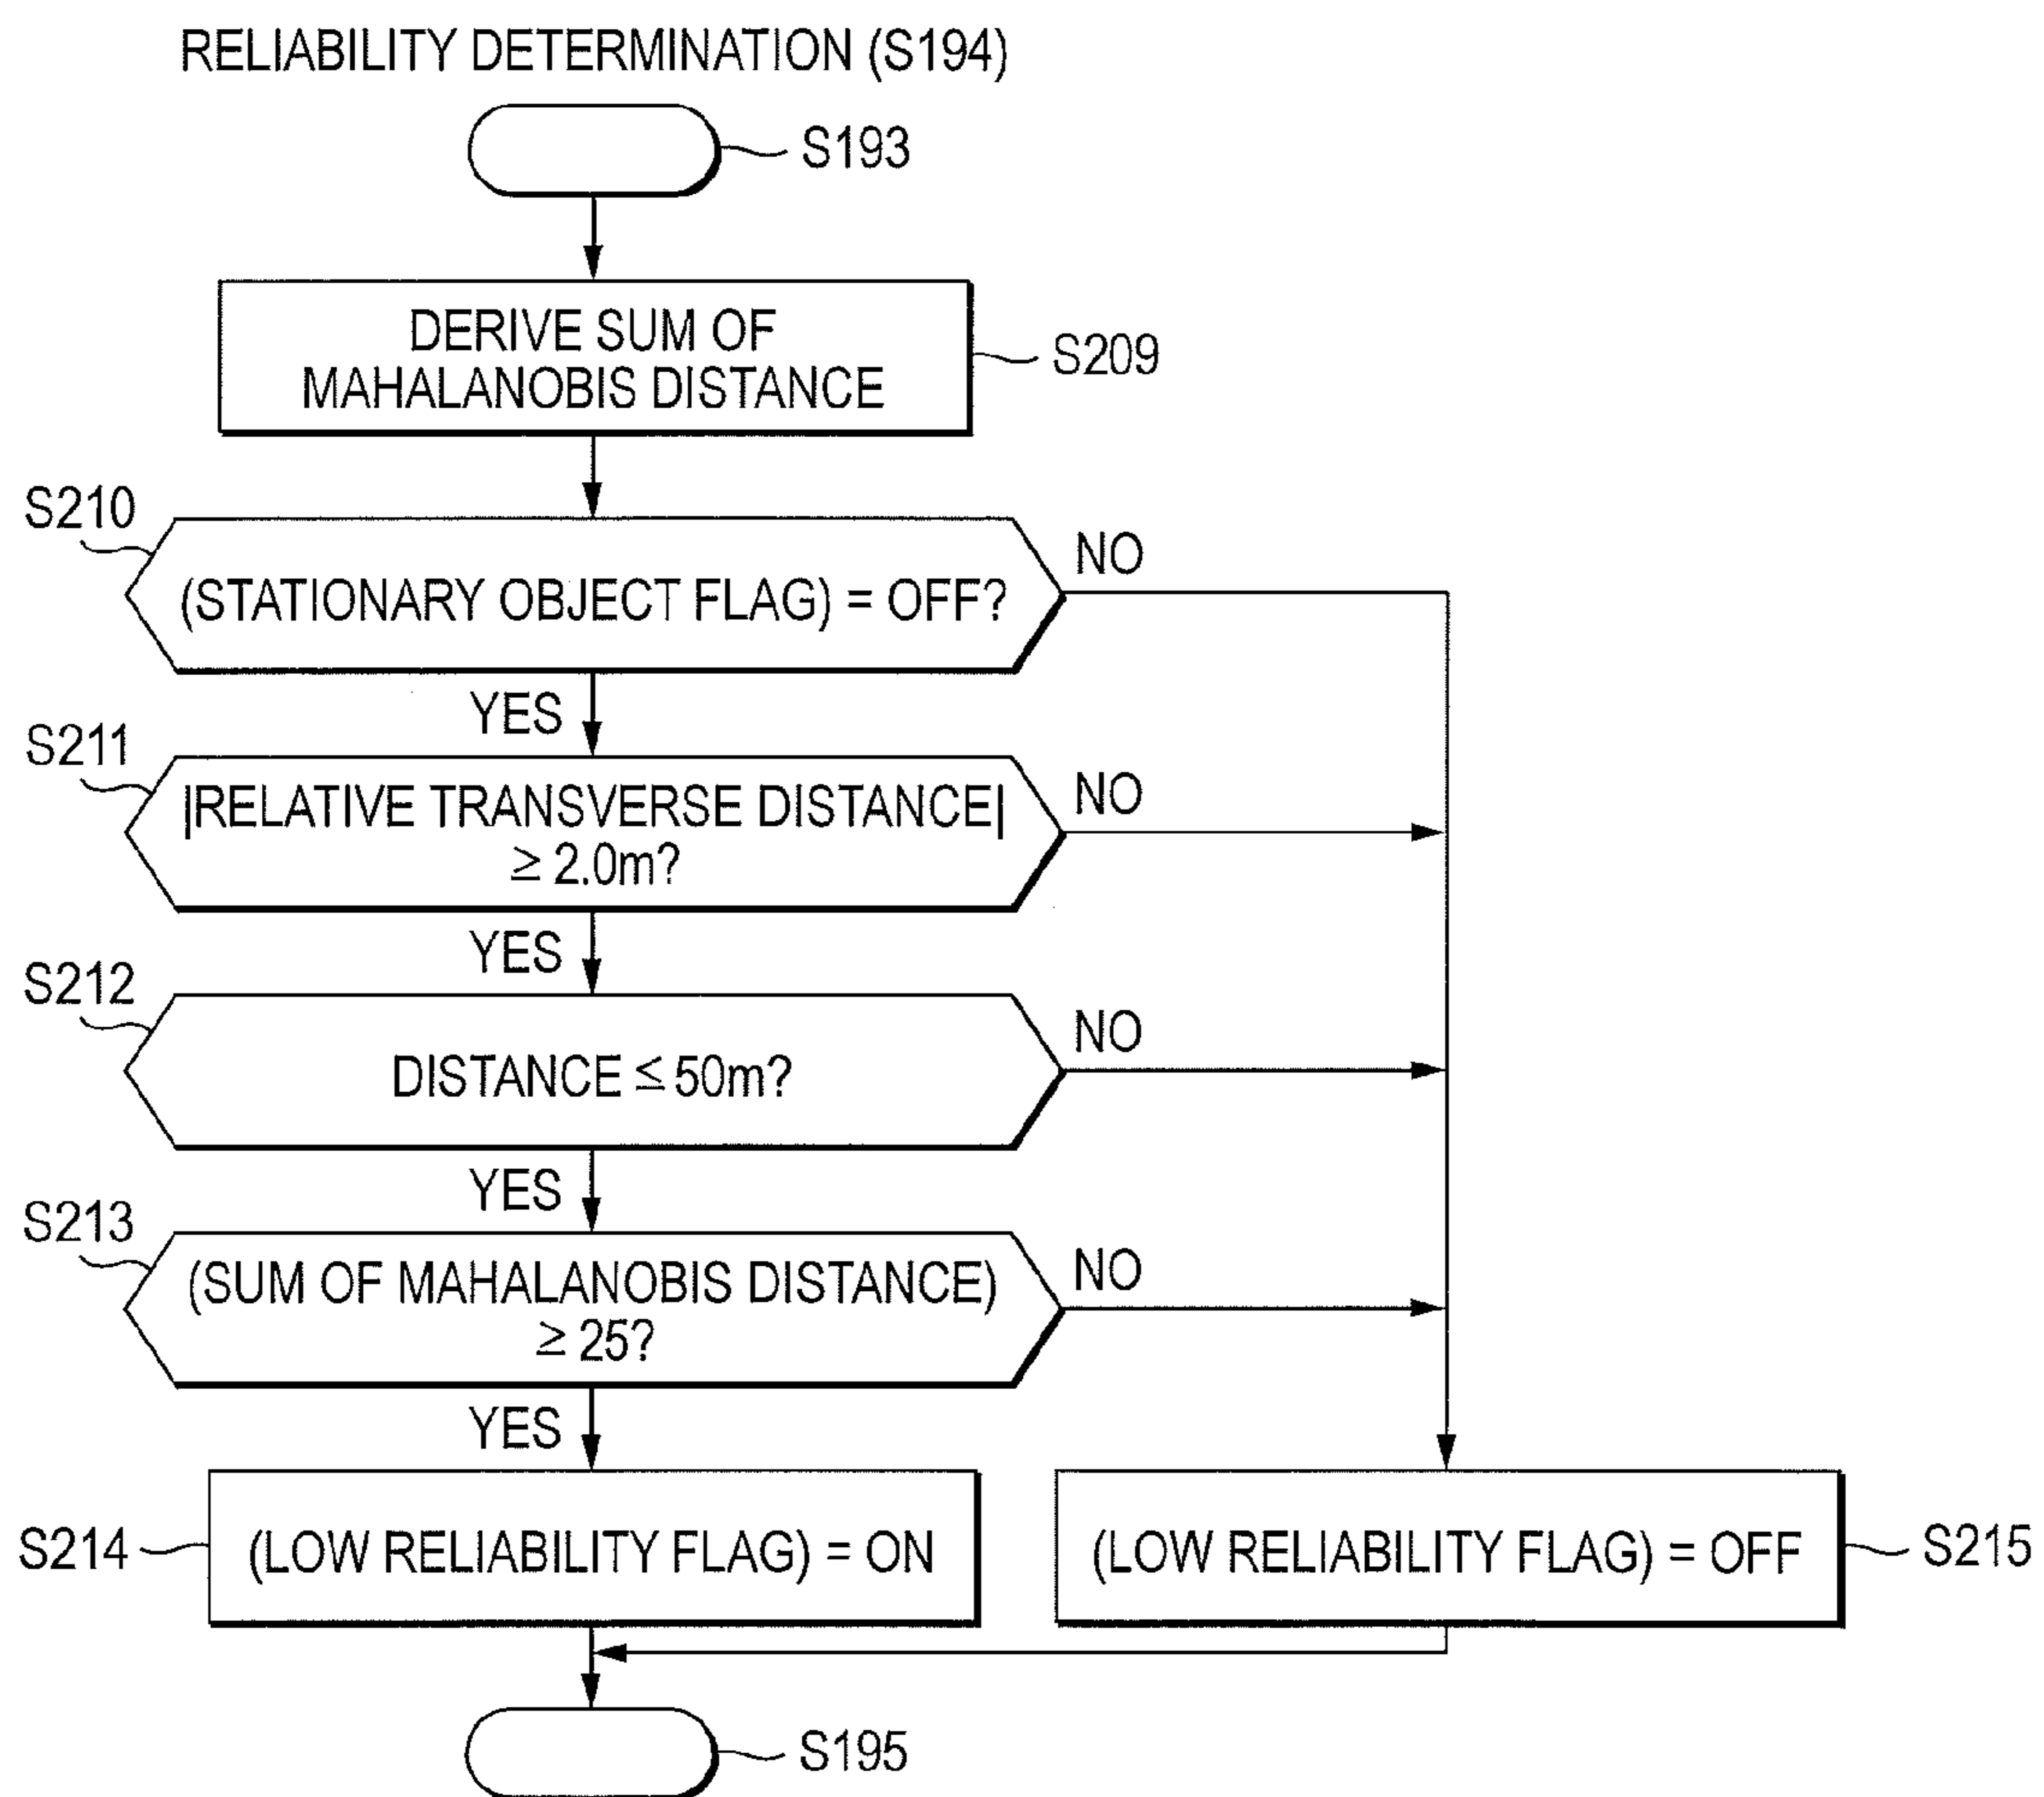 RELIABILITY DETERMINATION (S194)
S193
DERIVE SUM OF
MAHALANOBIS DISTANCE
S209
S210
(STATIONARY OBJECT FLAG) = OFF?
NO
YES
S211
|RELATIVE TRANSVERSE DISTANCE|
≥ 2.0m?
NO
YES
S212
DISTANCE ≤ 50m?
NO
YES
S213
(SUM OF MAHALANOBIS DISTANCE)
≥ 25?
NO
YES
S214
(LOW RELIABILITY FLAG) = ON
(LOW RELIABILITY FLAG) = OFF
S215
S195